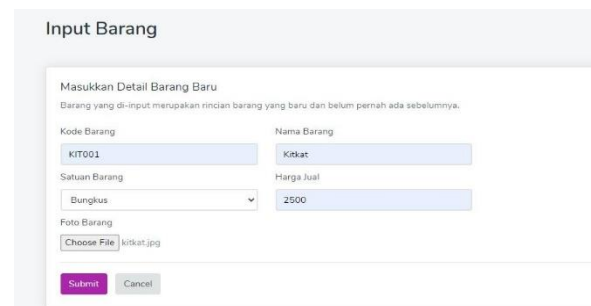 Input Barang
Masukkan Detail Barang Baru
Barang yang di-input merupakan rincian barang yang baru dan belum pernah ada sebelumnya.
Kode Barang Nama Barang
KIT001 Kitkat
Satuan Barang Harga Jual
Bungkus 2500
Foto Barang
Choose File kitkat.jpg
Submit Cancel